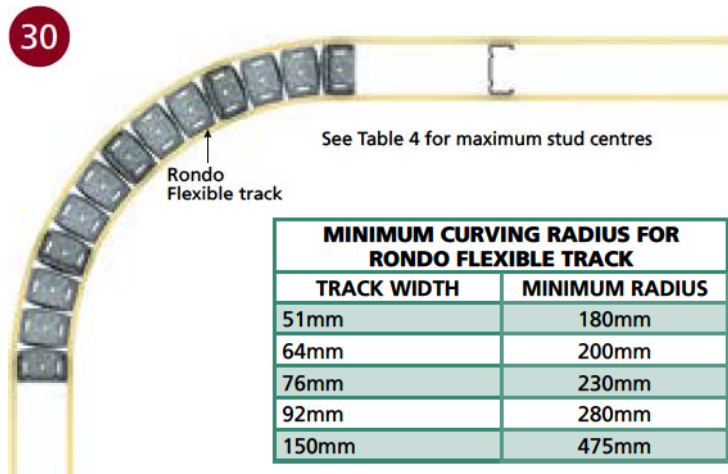 30
See Table 4 for maximum stud centres
Rondo
Flexible track
MINIMUM CURVING RADIUS FOR
RONDO FLEXIBLE TRACK
TRACK WIDTH MINIMUM RADIUS
51mm 180mm
64mm 200mm
76mm 230mm
92mm 280mm
150mm 475mm